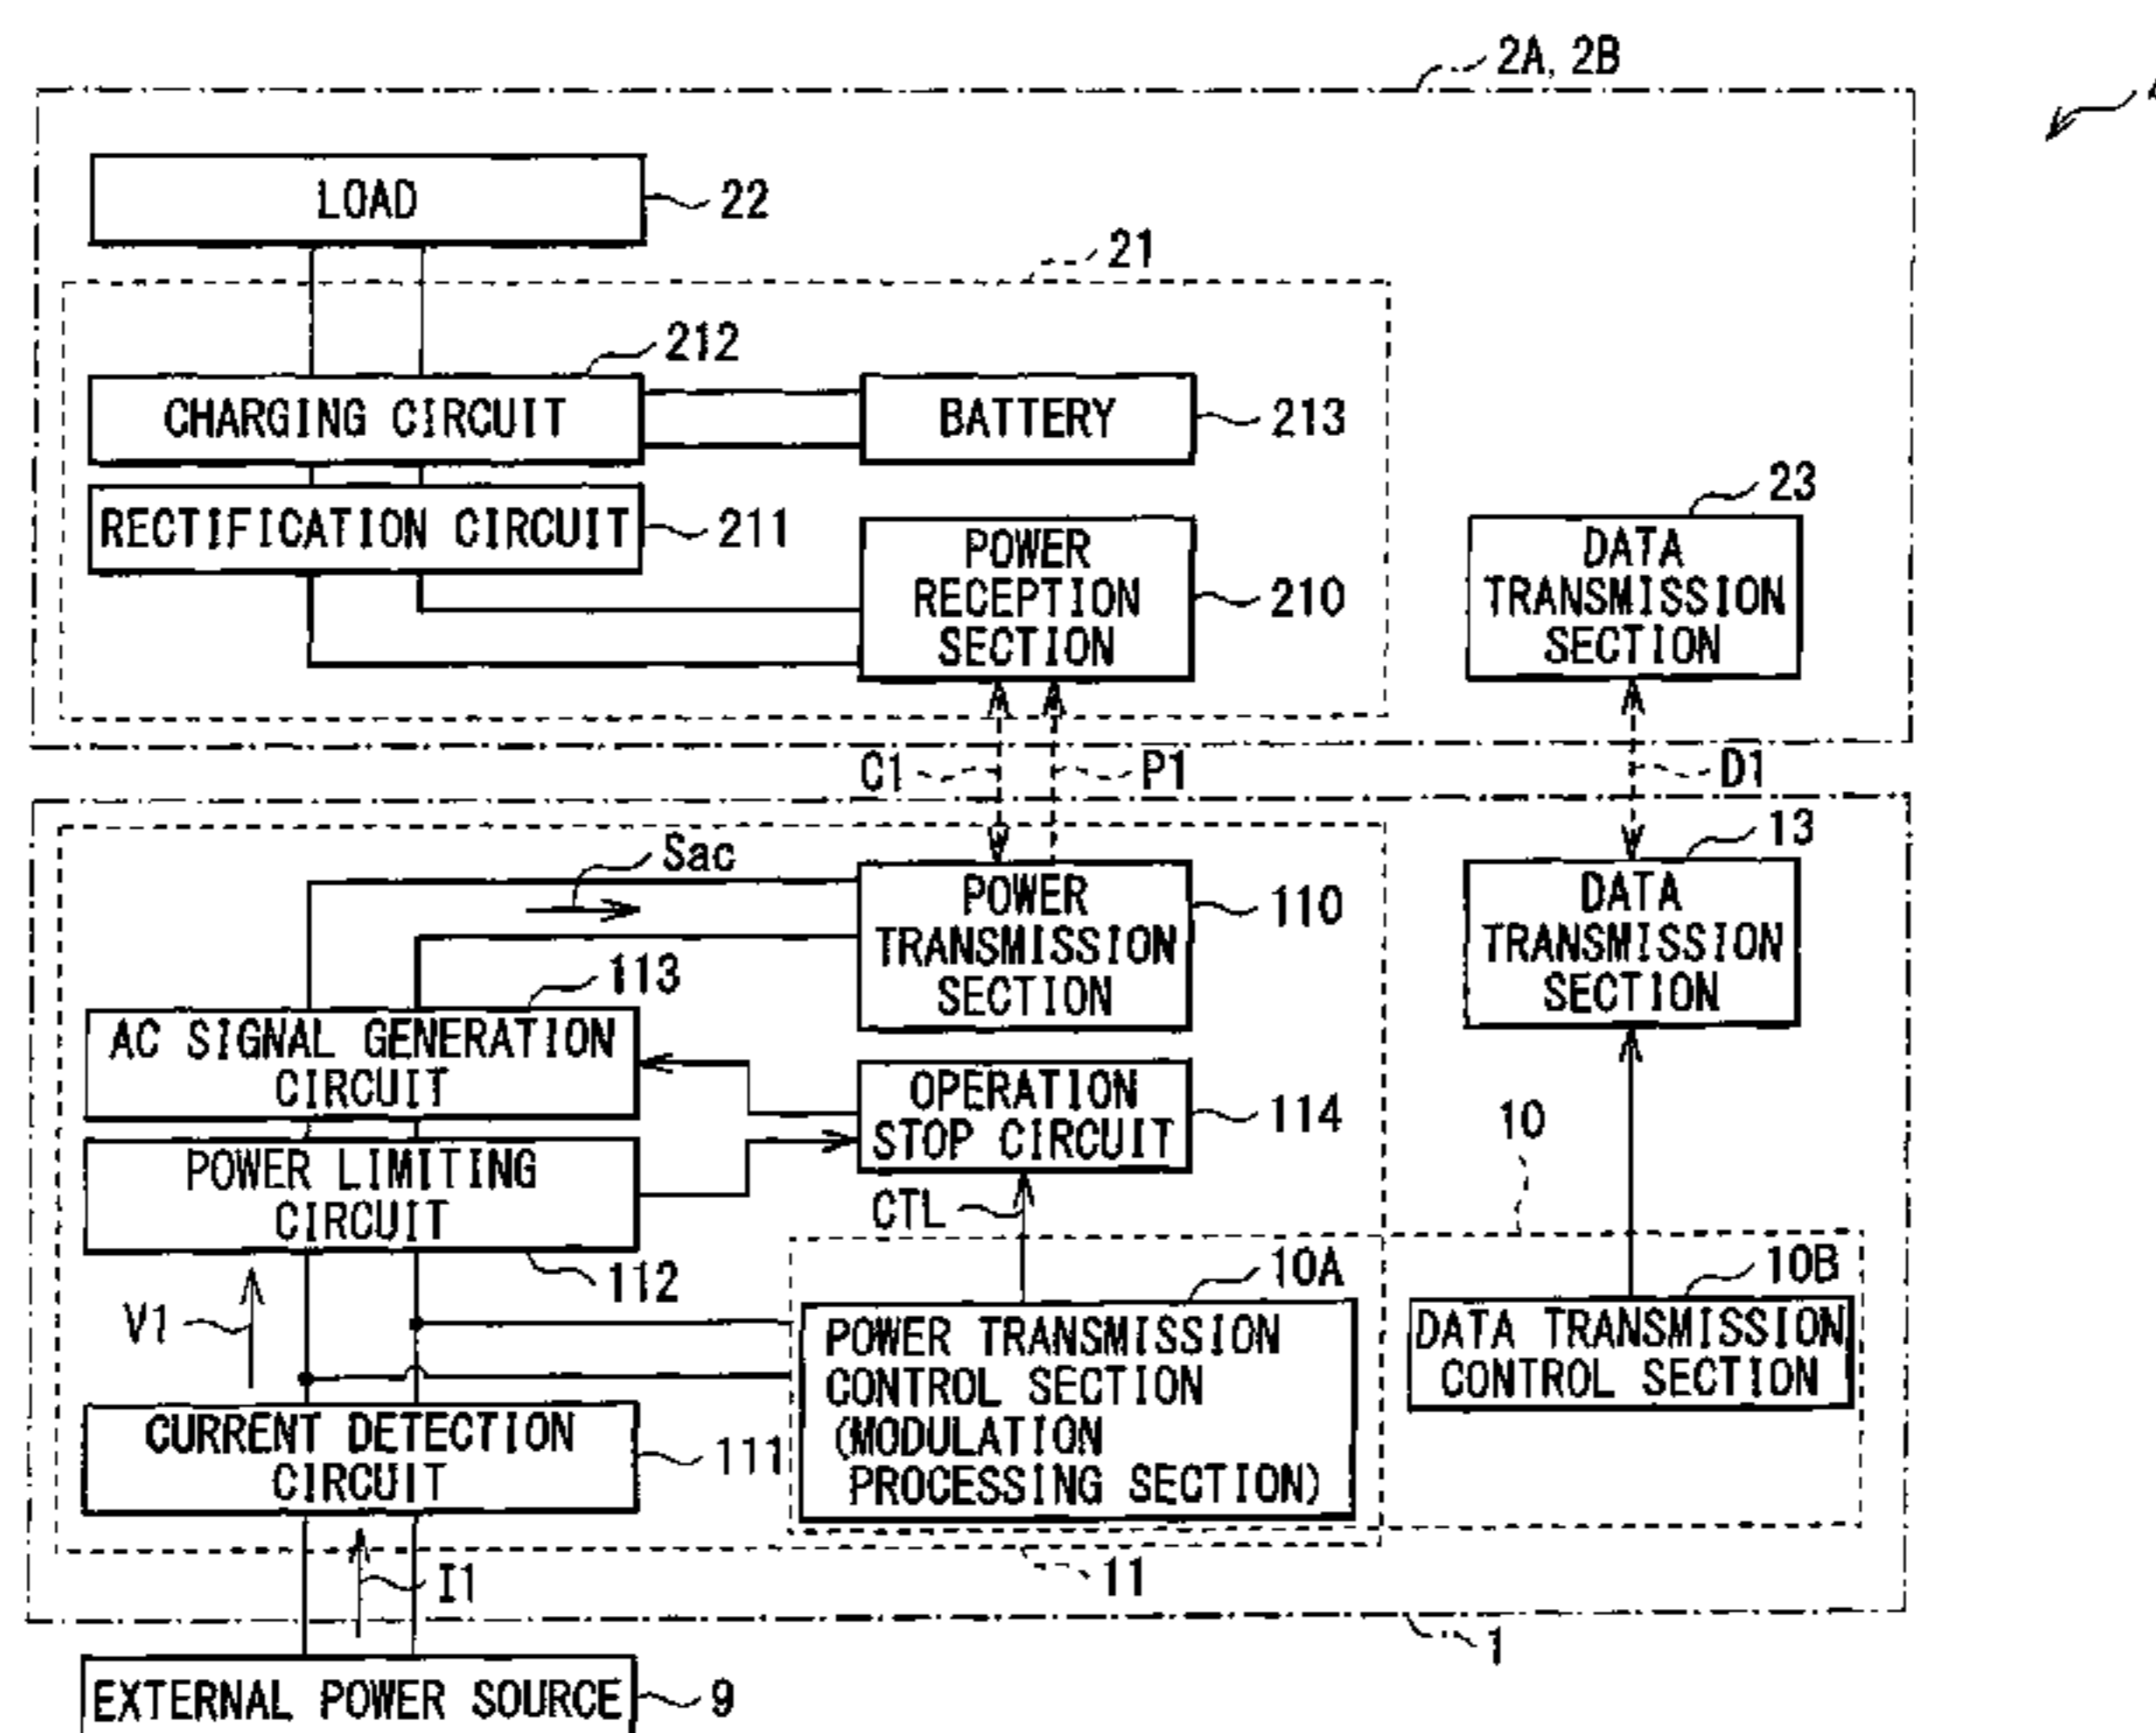 2A, 2B
LOAD
22
21
212
CHARGING CIRCUIT
BATTERY
213
RECTIFICATION CIRCUIT
211
POWER
RECEPTION
SECTION
210
23
DATA
TRANSMISSION
SECTION
C1
P1
D1
Sac
POWER
TRANSMISSION
SECTION
110
13
DATA
TRANSMISSION
SECTION
113
AC SIGNAL GENERATION
CIRCUIT
OPERATION
STOP CIRCUIT
114
10
POWER LIMITING
CIRCUIT
112
CTL
V1
10A
POWER TRANSMISSION
CONTROL SECTION
(MODULATION
PROCESSING SECTION)
10B
DATA TRANSMISSION
CONTROL SECTION
CURRENT DETECTION
CIRCUIT
111
I1
11
1
EXTERNAL POWER SOURCE
9